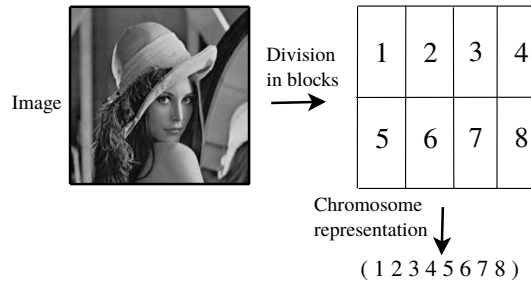 Image
Division
in blocks
1 2 3 4
5 6 7 8
Chromosome
representation
( 1 2 3 4 5 6 7 8 )